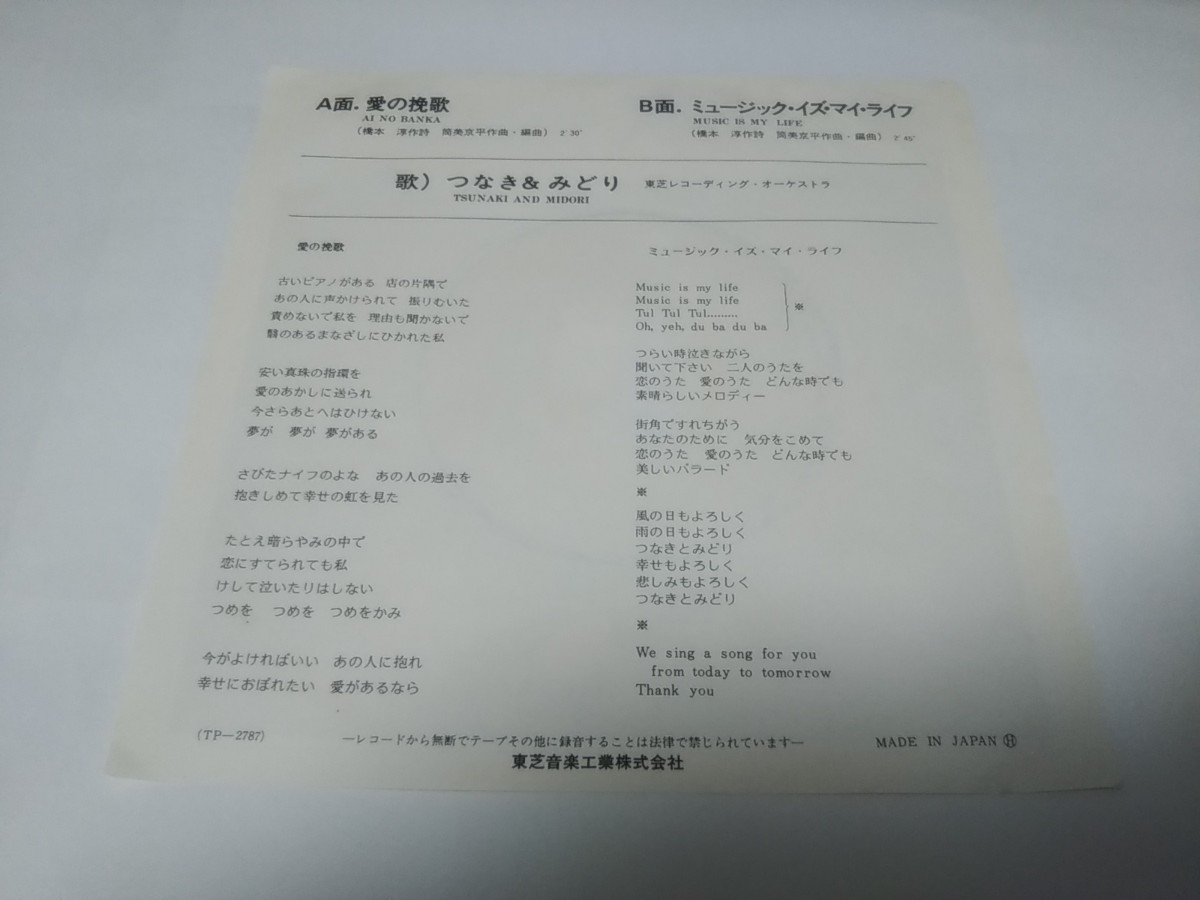 A面. 愛の挽歌
AI NO BANKA
(橋本 淳作詩 筒美京平作曲・編曲) 2′30″
B面. ミュージック・イズ・マイ・ライフ
MUSIC IS MY LIFE
(橋本 淳作詩 筒美京平作曲・編曲) 2′45″
歌) つなき&みどり 東芝レコーディング・オーケストラ
TSUNAKI AND MIDORI
愛の挽歌
古いピアノがある 店の片隅で
あの人に声かけられて 振りむいた
責めないで私を 理由も聞かないで
翳のあるまなざしにひかれた私
安い真珠の指環を
愛のあかしに送られ
今さらあとへはひけない
夢が 夢が 夢がある
さびたナイフのよな あの人の過去を
抱きしめて幸せの虹を見た
たとえ暗らやみの中で
恋にすてられても私
けして泣いたりはしない
つめを つめを つめをかみ
今がよければいい あの人に抱れ
幸せにおぼれたい 愛があるなら
ミュージック・イズ・マイ・ライフ
Music is my life
Music is my life
Tul Tul Tul.........
Oh, yeh, du ba du ba
※
つらい時泣きながら
聞いて下さい 二人のうたを
恋のうた 愛のうた どんな時でも
素晴らしいメロディー
街角ですれちがう
あなたのために 気分をこめて
恋のうた 愛のうた どんな時でも
美しいバラード
※
風の日もよろしく
雨の日もよろしく
つなきとみどり
幸せもよろしく
悲しみもよろしく
つなきとみどり
※
We sing a song for you
from today to tomorrow
Thank you
(TP-2787)
―レコードから無断でテープその他に録音することは法律で禁じられています―
MADE IN JAPAN Ⓗ
東芝音楽工業株式会社